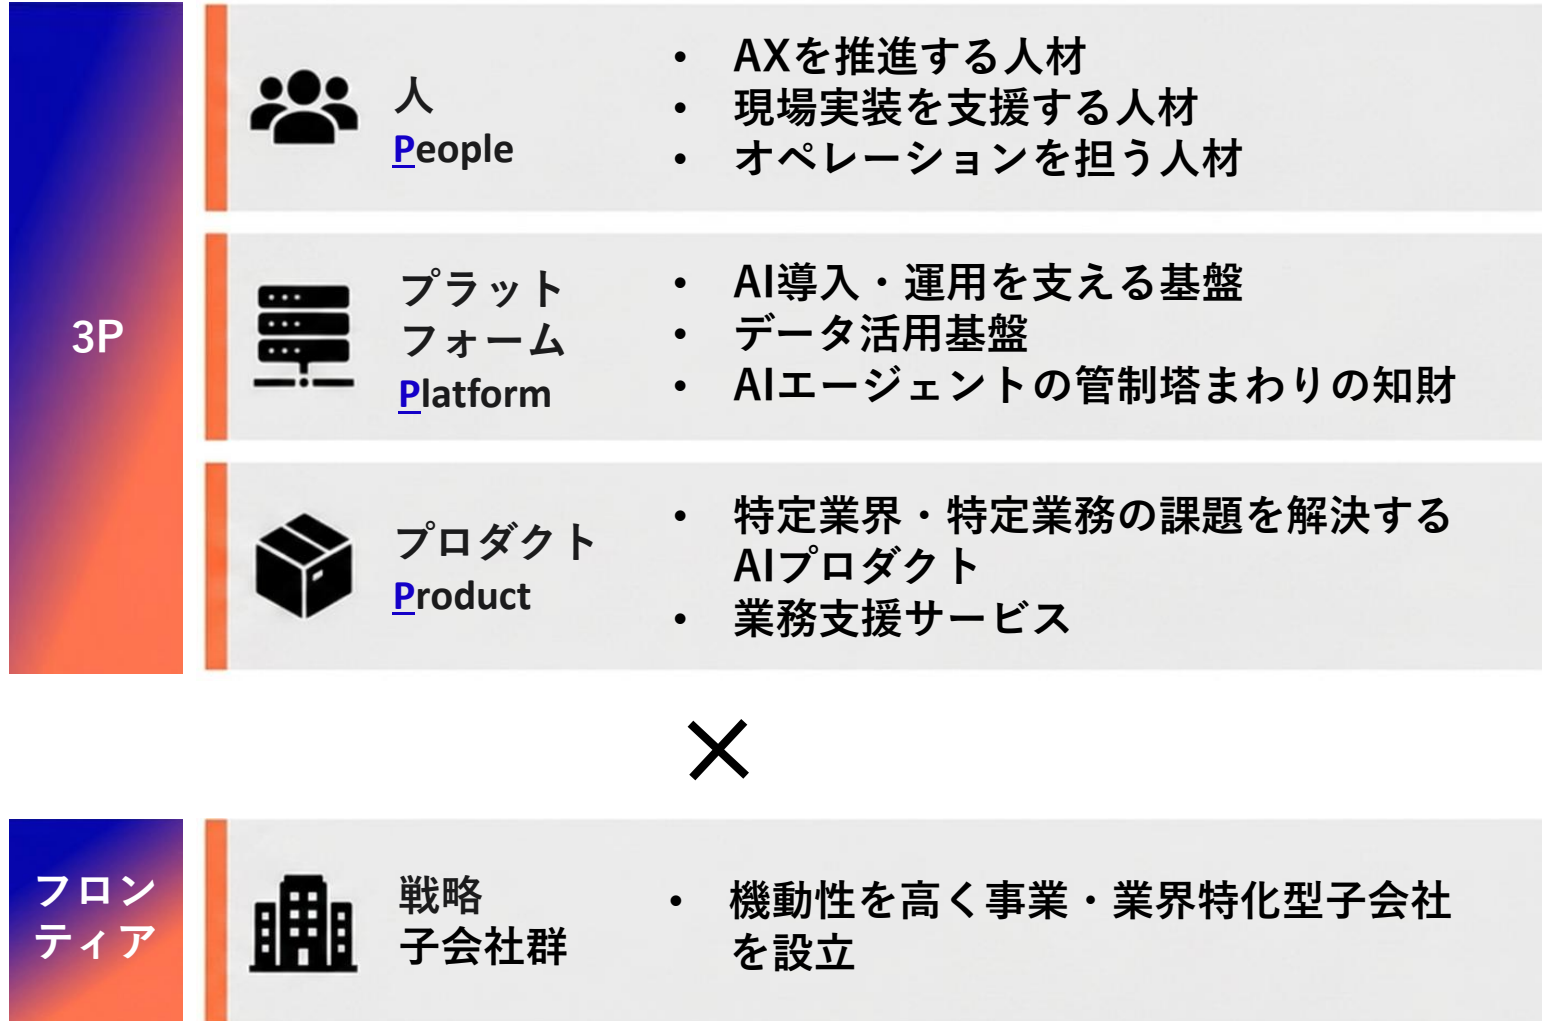 3P
人
People
• AXを推進する人材
• 現場実装を支援する人材
• オペレーションを担う人材
プラット
フォーム
Platform
• AI導入・運用を支える基盤
• データ活用基盤
• AIエージェントの管制塔まわりの知財
プロダクト
Product
• 特定業界・特定業務の課題を解決する
AIプロダクト
• 業務支援サービス
×
フロン
ティア
戦略
子会社群
• 機動性を高く事業・業界特化型子会社
を設立